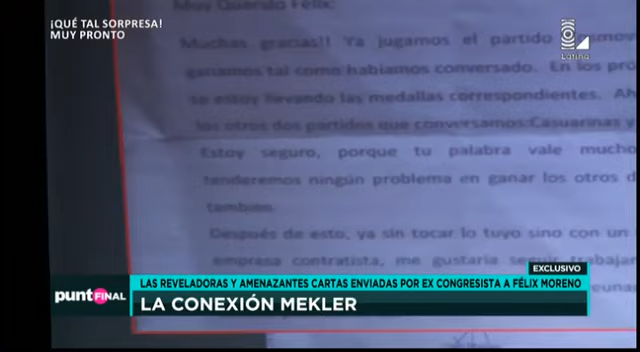 ¡QUÉ TAL SORPRESA!
MUY PRONTO
Latina
Muy Querido Félix:
Muchas gracias!! Ya jugamos el partido
ganamos tal como habíamos conversado. En los
se estoy llevando las medallas correspondientes.
los otros dos partidos que conversamos:Casuarinas y
Estoy seguro, porque tu palabra vale mucho
tendremos ningún problema en ganar los otros
también.
Después de esto, ya sin tocar lo tuyo sino con un
empresa contratista, me gustaría seguir
EXCLUSIVO
LAS REVELADORAS Y AMENAZANTES CARTAS ENVIADAS POR EX CONGRESISTA A FÉLIX MORENO
puntFINAL
LA CONEXIÓN MEKLER